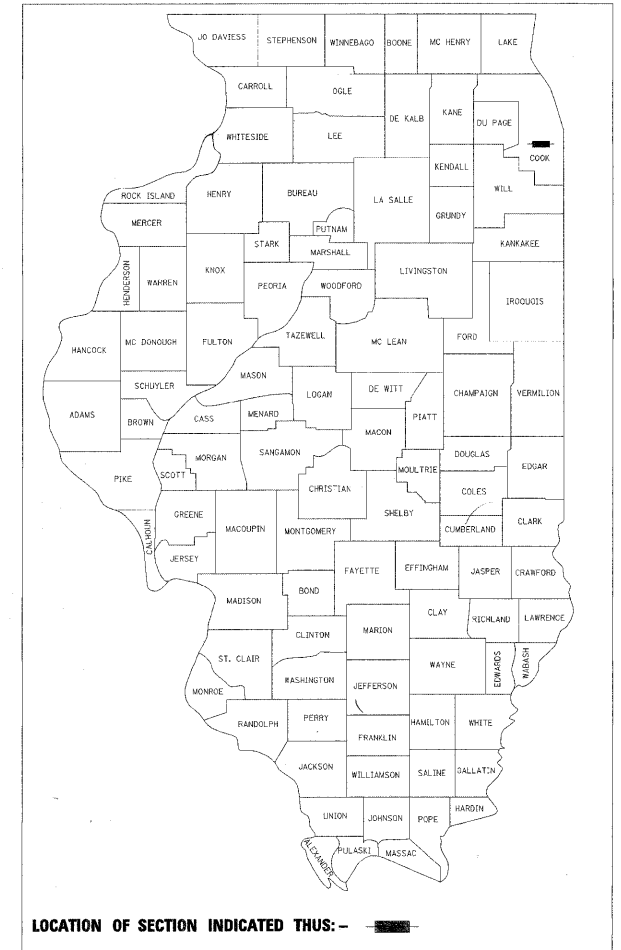 JO DAVIESS STEPHENSON WINNEBAGO BOONE MC HENRY LAKE
CARROLL OGLE
DE KALB KANE DU PAGE
WHITESIDE LEE
COOK
KENDALL
ROCK ISLAND HENRY BUREAU LA SALLE WILL
GRUNDY
MERCER PUTNAM
STARK MARSHALL KANKAKEE
HENDERSON WARREN KNOX PEORIA WOODFORD LIVINGSTON
IROQUOIS
HANCOCK MC DONOUGH FULTON TAZEWELL MC LEAN FORD
MASON
SCHUYLER LOGAN DE WITT CHAMPAIGN VERMILION
ADAMS BROWN CASS MENARD PIATT
MACON
MORGAN SANGAMON DOUGLAS
PIKE SCOTT MOULTRIE EDGAR
CHRISTIAN COLES
GREENE SHELBY
CALHOUN MACOUPIN MONTGOMERY CUMBERLAND CLARK
JERSEY
FAYETTE EFFINGHAM JASPER CRAWFORD
MADISON BOND
CLAY RICHLAND LAWRENCE
CLINTON MARION
ST. CLAIR WAYNE EDWARDS WABASH
WASHINGTON JEFFERSON
MONROE
RANDOLPH PERRY HAMILTON WHITE
FRANKLIN
JACKSON WILLIAMSON SALINE GALLATIN
HARDIN
UNION JOHNSON POPE
ALEXANDER PULASKI MASSAC
LOCATION OF SECTION INDICATED THUS: –